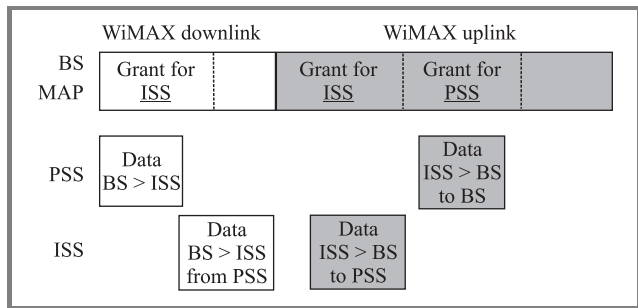 WiMAX downlink
WiMAX uplink
BS
MAP
Grant for
ISS
Grant for
ISS
Grant for
PSS
PSS
Data
BS > ISS
Data
ISS > BS
to BS
ISS
Data
BS > ISS
from PSS
Data
ISS > BS
to PSS